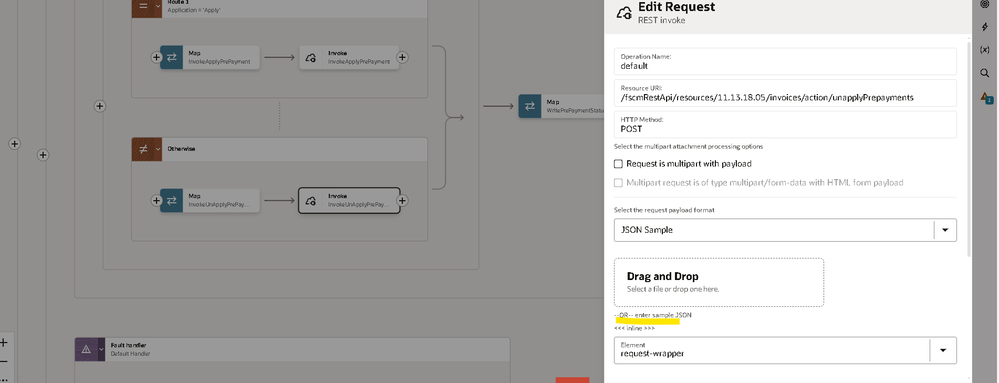 Route 1
Application = 'Apply'
Map
InvokeApplyPrePayment
Invoke
InvokeApplyPrePayment
Map
WritePrePaymentStatu
Otherwise
Map
InvokeUnApplyPrePay...
Invoke
InvokeUnApplyPrePay...
Fault handler
Default Handler
Edit Request
REST invoke
Operation Name:
default
Resource URI:
/fscmRestApi/resources/11.13.18.05/invoices/action/unapplyPrepayments
HTTP Method:
POST
Select the multipart attachment processing options
Request is multipart with payload
Multipart request is of type multipart/form-data with HTML form payload
Select the request payload format
JSON Sample
Drag and Drop
Select a file or drop one here.
--OR-- enter sample JSON
<<< inline >>>
Element
request-wrapper
(x)
2